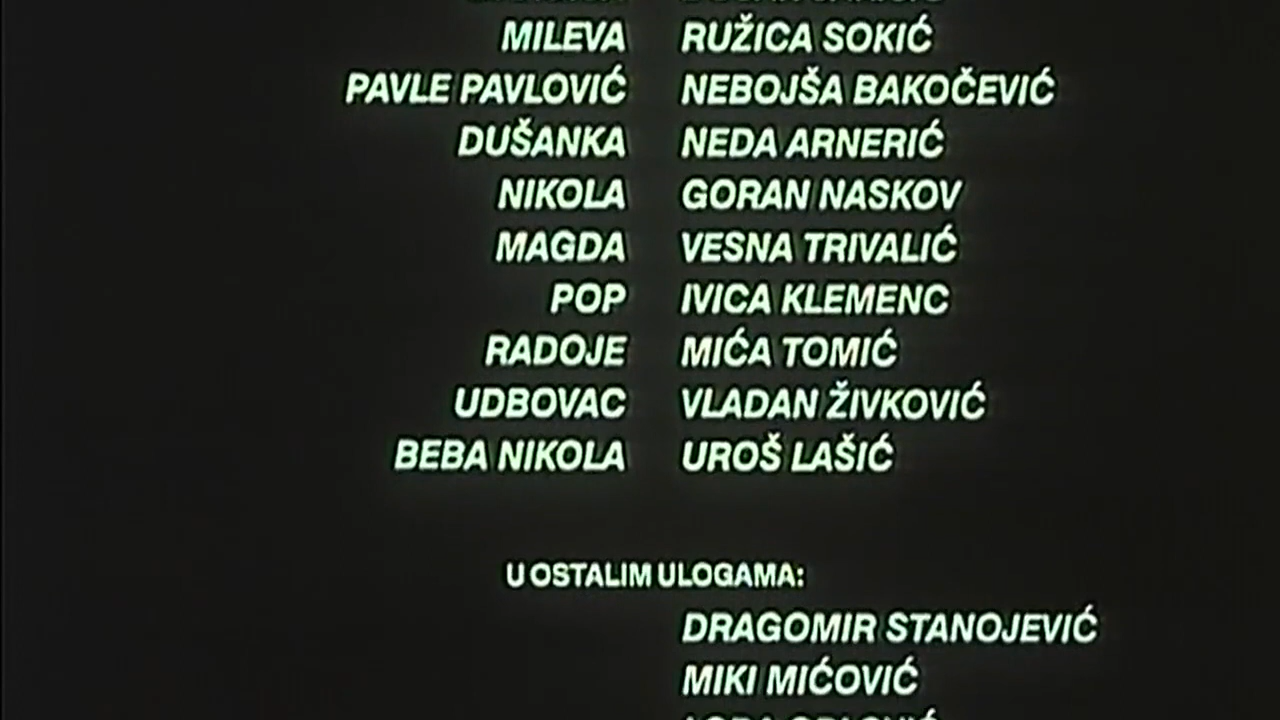 MILEVA RUŽICA SOKIĆ
PAVLE PAVLOVIĆ NEBOJŠA BAKOČEVIĆ
DUŠANKA NEDA ARNERIĆ
NIKOLA GORAN NASKOV
MAGDA VESNA TRIVALIĆ
POP IVICA KLEMENC
RADOJE MIĆA TOMIĆ
UDBOVAC VLADAN ŽIVKOVIĆ
BEBA NIKOLA UROŠ LAŠIĆ
U OSTALIM ULOGAMA:
DRAGOMIR STANOJEVIĆ
MIKI MIĆOVIĆ